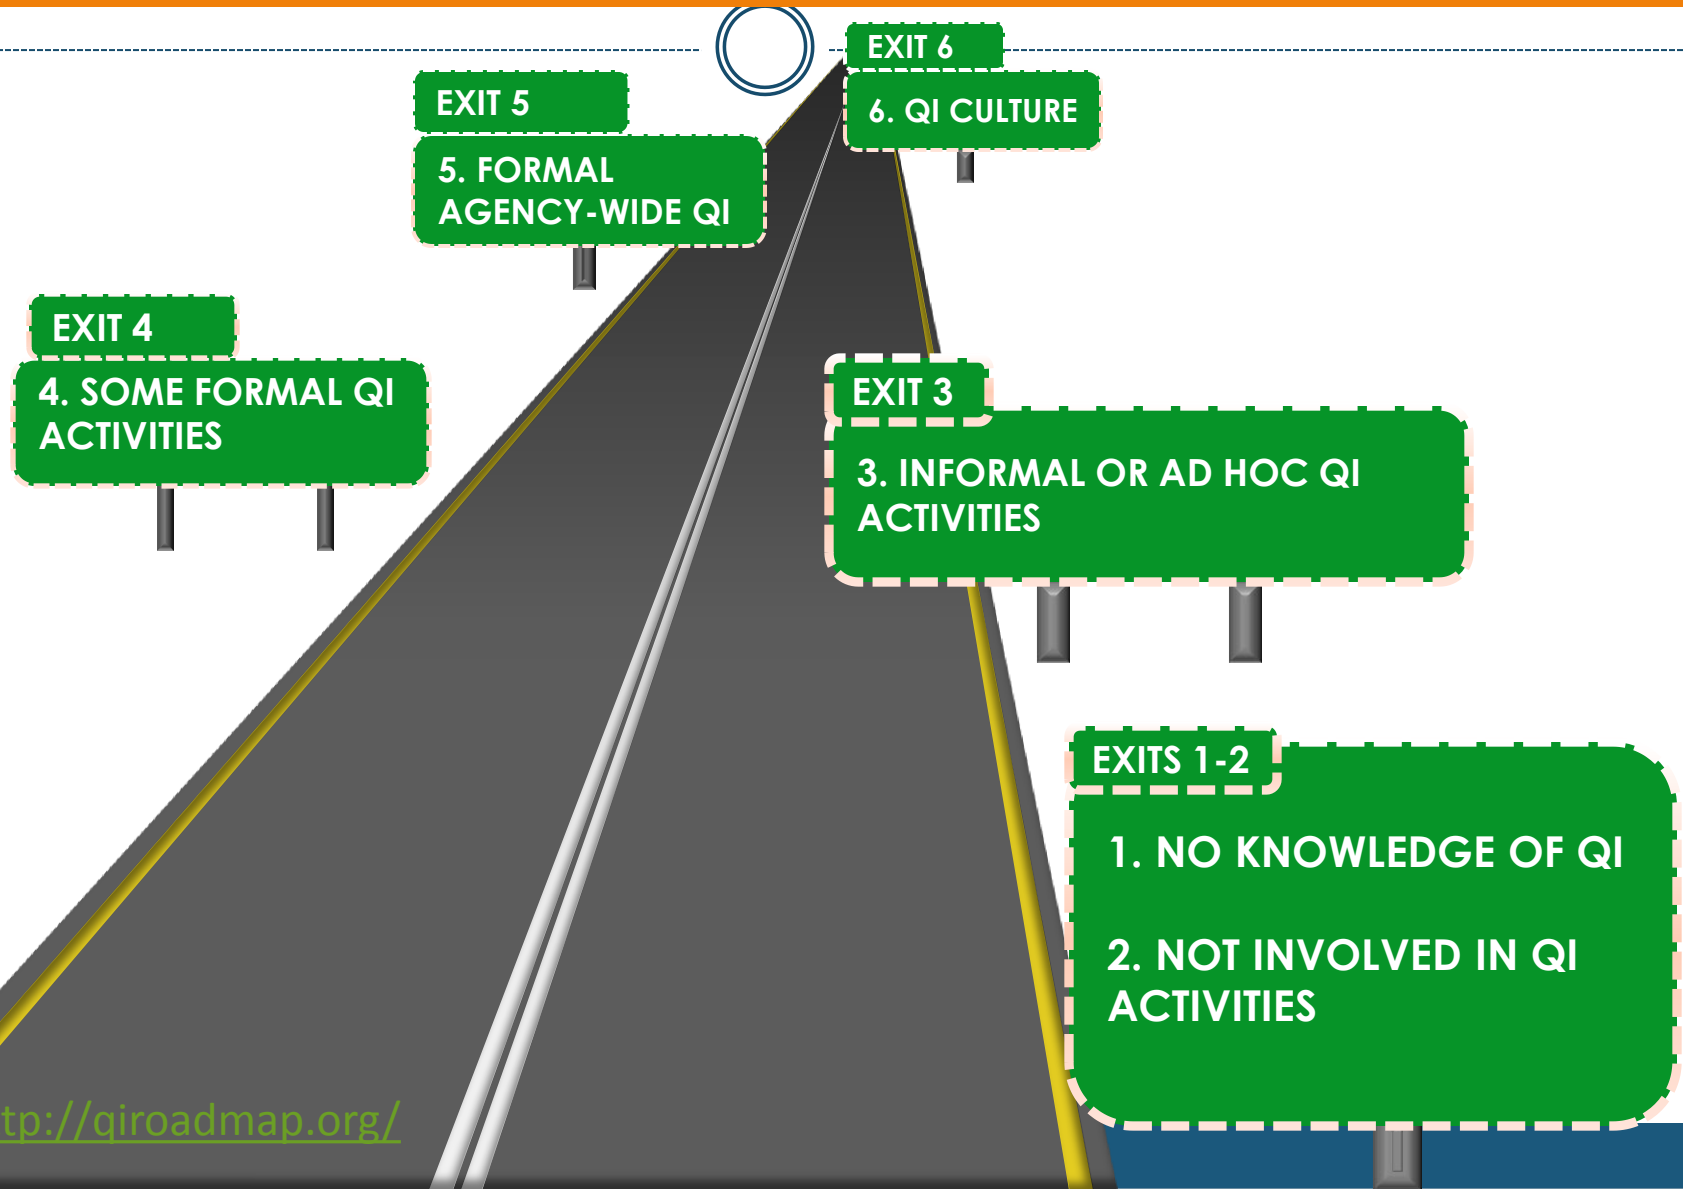 EXIT 6
6. QI CULTURE
EXIT 5
5. FORMAL
AGENCY-WIDE QI
EXIT 4
4. SOME FORMAL QI
ACTIVITIES
EXIT 3
3. INFORMAL OR AD HOC QI
ACTIVITIES
EXITS 1-2
1. NO KNOWLEDGE OF QI
2. NOT INVOLVED IN QI
ACTIVITIES
tp://qiroadmap.org/